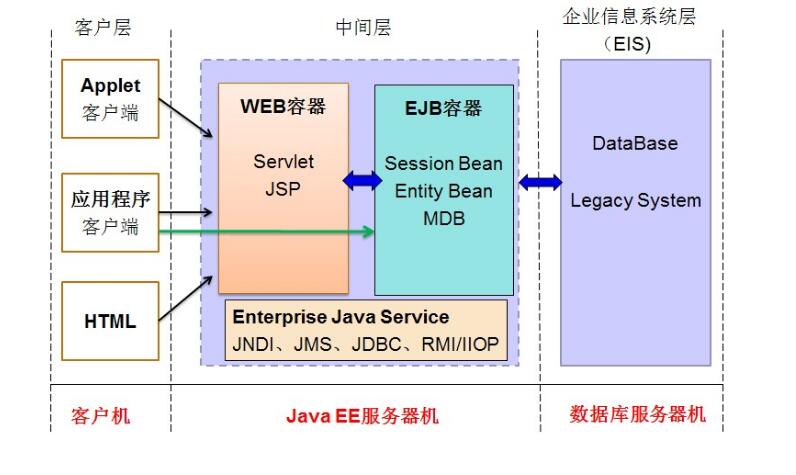 客户层
中间层
企业信息系统层
（EIS)
Applet
客户端
应用程序
客户端
HTML
WEB容器
Servlet
JSP
EJB容器
Session Bean
Entity Bean
MDB
Enterprise Java Service
JNDI、JMS、JDBC、RMI/IIOP
DataBase
Legacy System
客户机
Java EE服务器机
数据库服务器机